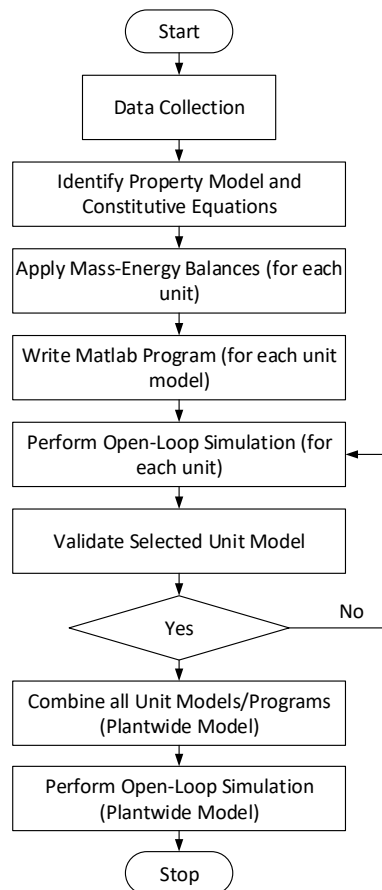 Start
Data Collection
Identify Property Model and
Constitutive Equations
Apply Mass-Energy Balances (for each
unit)
Write Matlab Program (for each unit
model)
Perform Open-Loop Simulation (for
each unit)
Validate Selected Unit Model
Yes
No
Combine all Unit Models/Programs
(Plantwide Model)
Perform Open-Loop Simulation
(Plantwide Model)
Stop